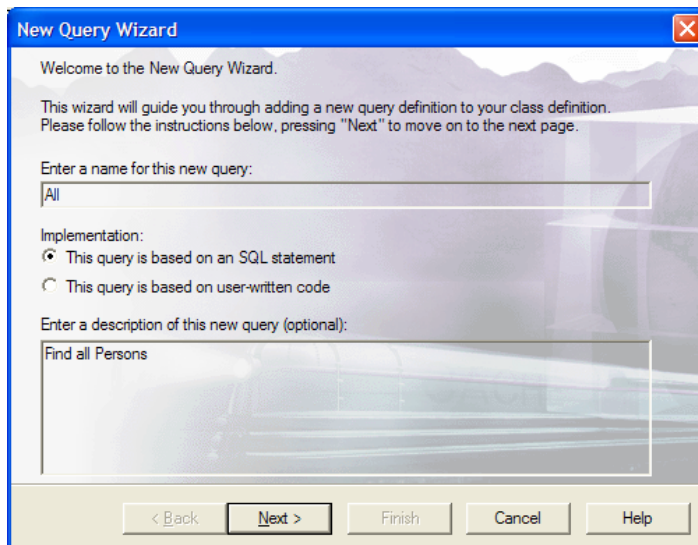 New Query Wizard
Welcome to the New Query Wizard.
This wizard will guide you through adding a new query definition to your class definition.
Please follow the instructions below, pressing "Next" to move on to the next page.
Enter a name for this new query:
All
Implementation:
This query is based on an SQL statement
This query is based on user-written code
Enter a description of this new query (optional):
Find all Persons
< Back Next > Finish Cancel Help